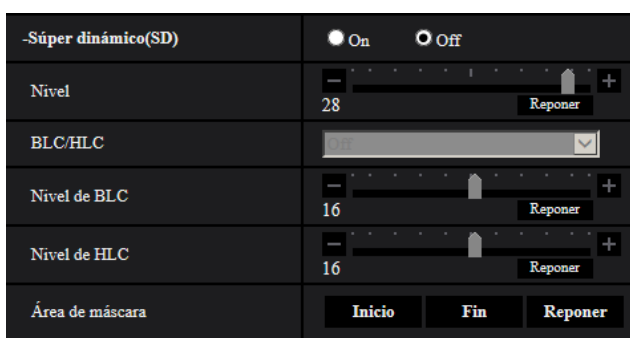 -Súper dinámico(SD) On Off
Nivel − +
28 Reponer
BLC/HLC Off
Nivel de BLC − +
16 Reponer
Nivel de HLC − +
16 Reponer
Área de máscara Inicio Fin Reponer